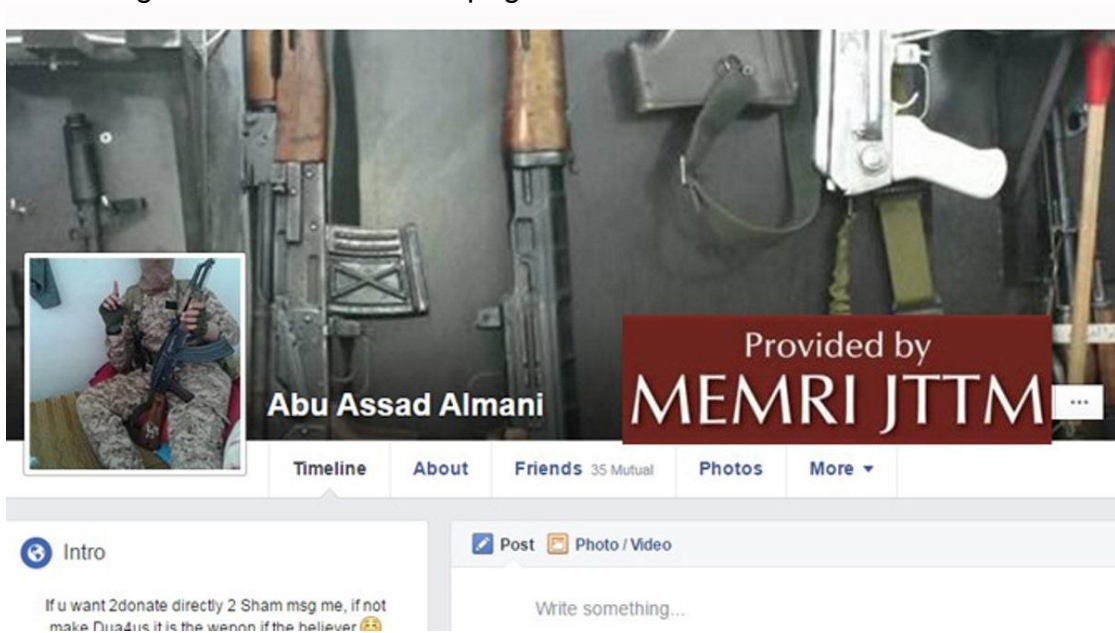 Provided by
MEMRI JTTM
Abu Assad Almani
Timeline About Friends 35 Mutual Photos More
Intro
If u want 2donate directly 2 Sham msg me, if not
make Dua4us it is the wepon if the believer
Post Photo / Video
Write something...